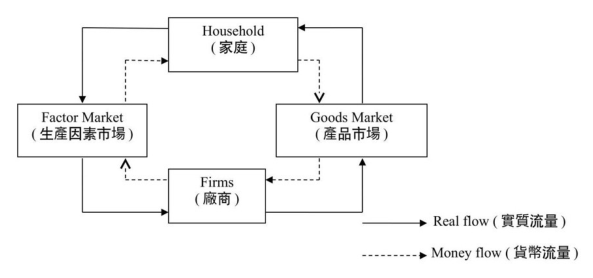 Household
( 家庭 )
Factor Market
( 生產因素市場 )
Goods Market
( 產品市場 )
Firms
( 廠商 )
Real flow ( 實質流量 )
Money flow ( 貨幣流量 )